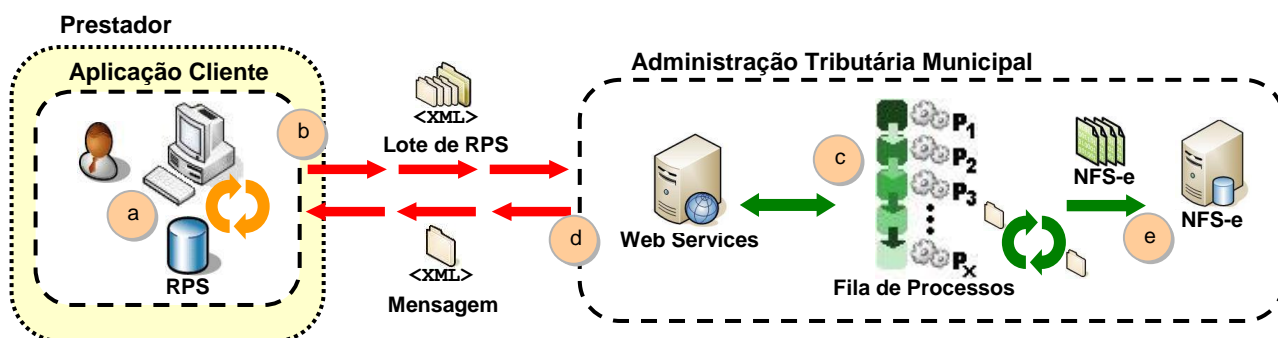 Prestador
Aplicação Cliente
a
RPS
b
<XML>
Lote de RPS
<XML>
Mensagem
d
Administração Tributária Municipal
Web Services
c
P1
P2
P3
Px
Fila de Processos
NFS-e
e
NFS-e